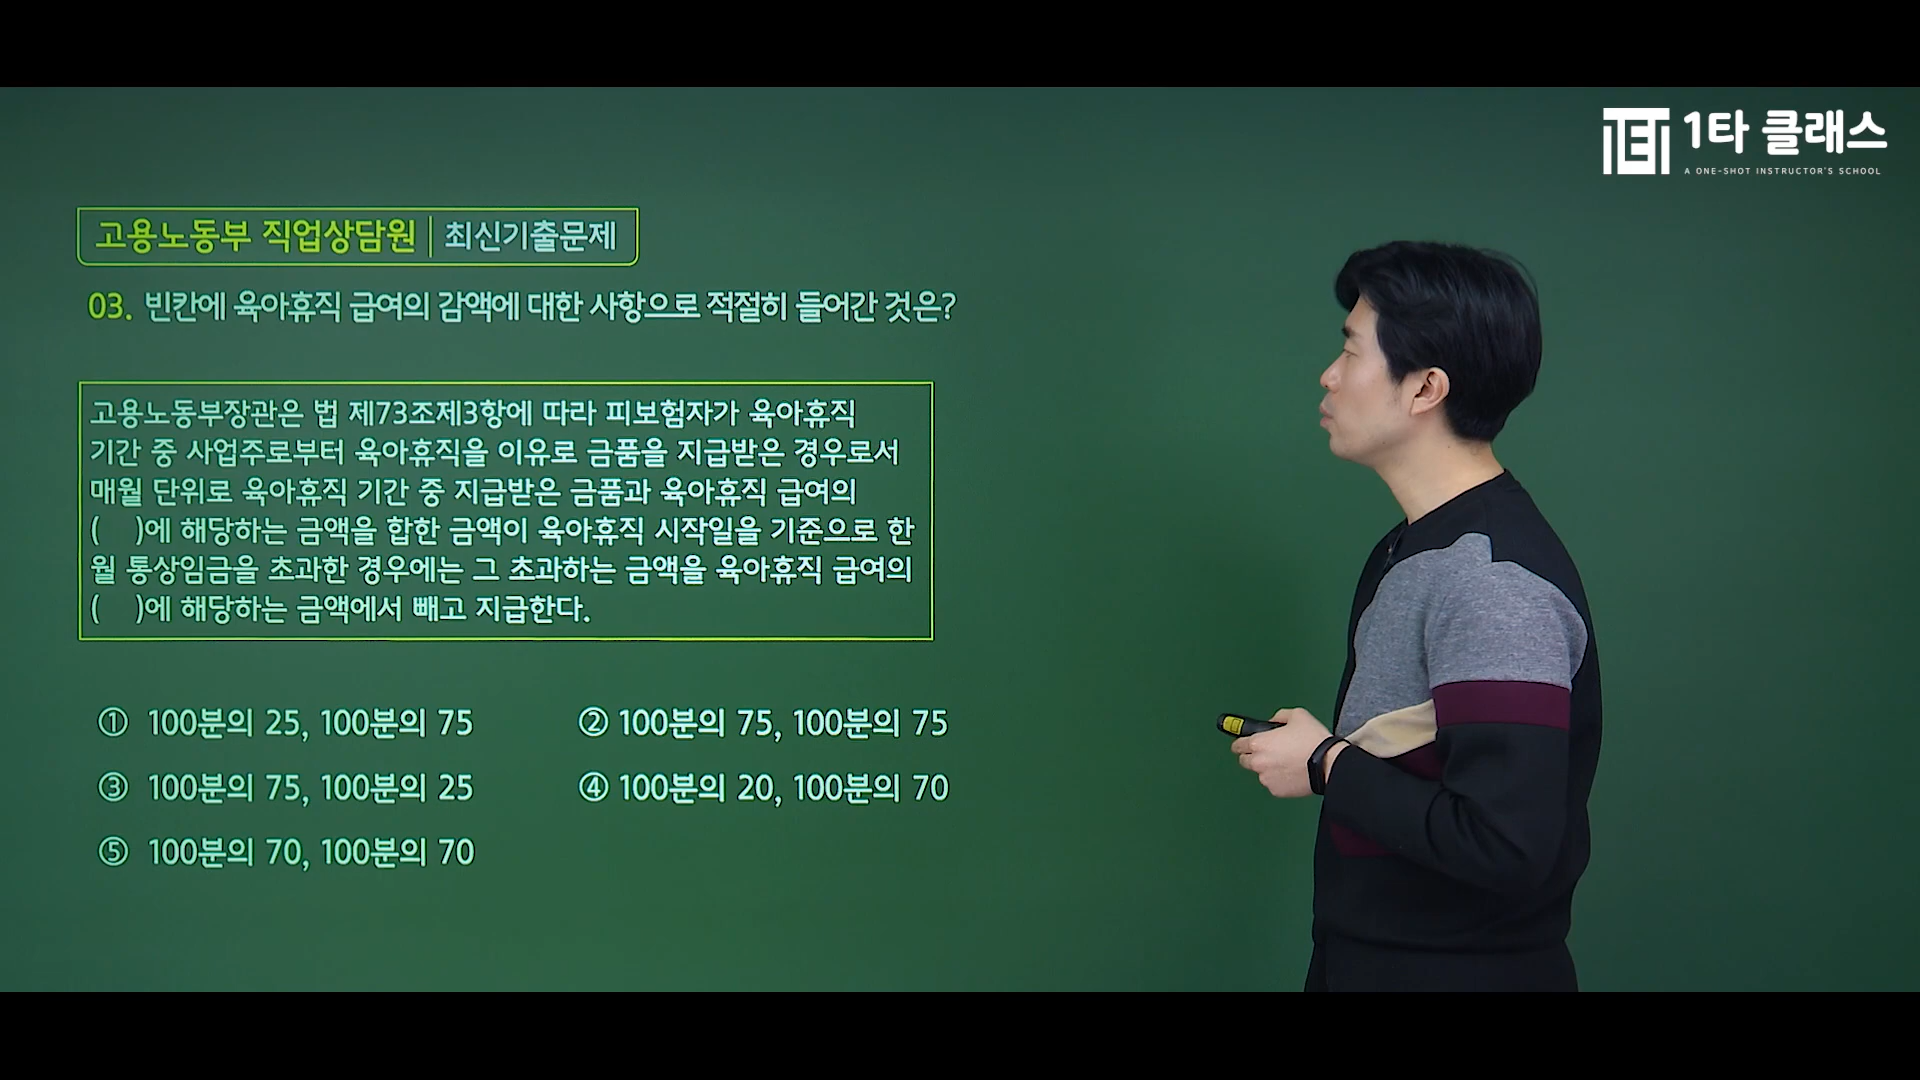 1타 클래스
A ONE-SHOT INSTRUCTOR'S SCHOOL
고용노동부 직업상담원 | 최신기출문제
03. 빈칸에 육아휴직 급여의 감액에 대한 사항으로 적절히 들어간 것은?
고용노동부장관은 법 제73조제3항에 따라 피보험자가 육아휴직
기간 중 사업주로부터 육아휴직을 이유로 금품을 지급받은 경우로서
매월 단위로 육아휴직 기간 중 지급받은 금품과 육아휴직 급여의
(    )에 해당하는 금액을 합한 금액이 육아휴직 시작일을 기준으로 한
월 통상임금을 초과한 경우에는 그 초과하는 금액을 육아휴직 급여의
(    )에 해당하는 금액에서 빼고 지급한다.
① 100분의 25, 100분의 75
② 100분의 75, 100분의 75
③ 100분의 75, 100분의 25
④ 100분의 20, 100분의 70
⑤ 100분의 70, 100분의 70